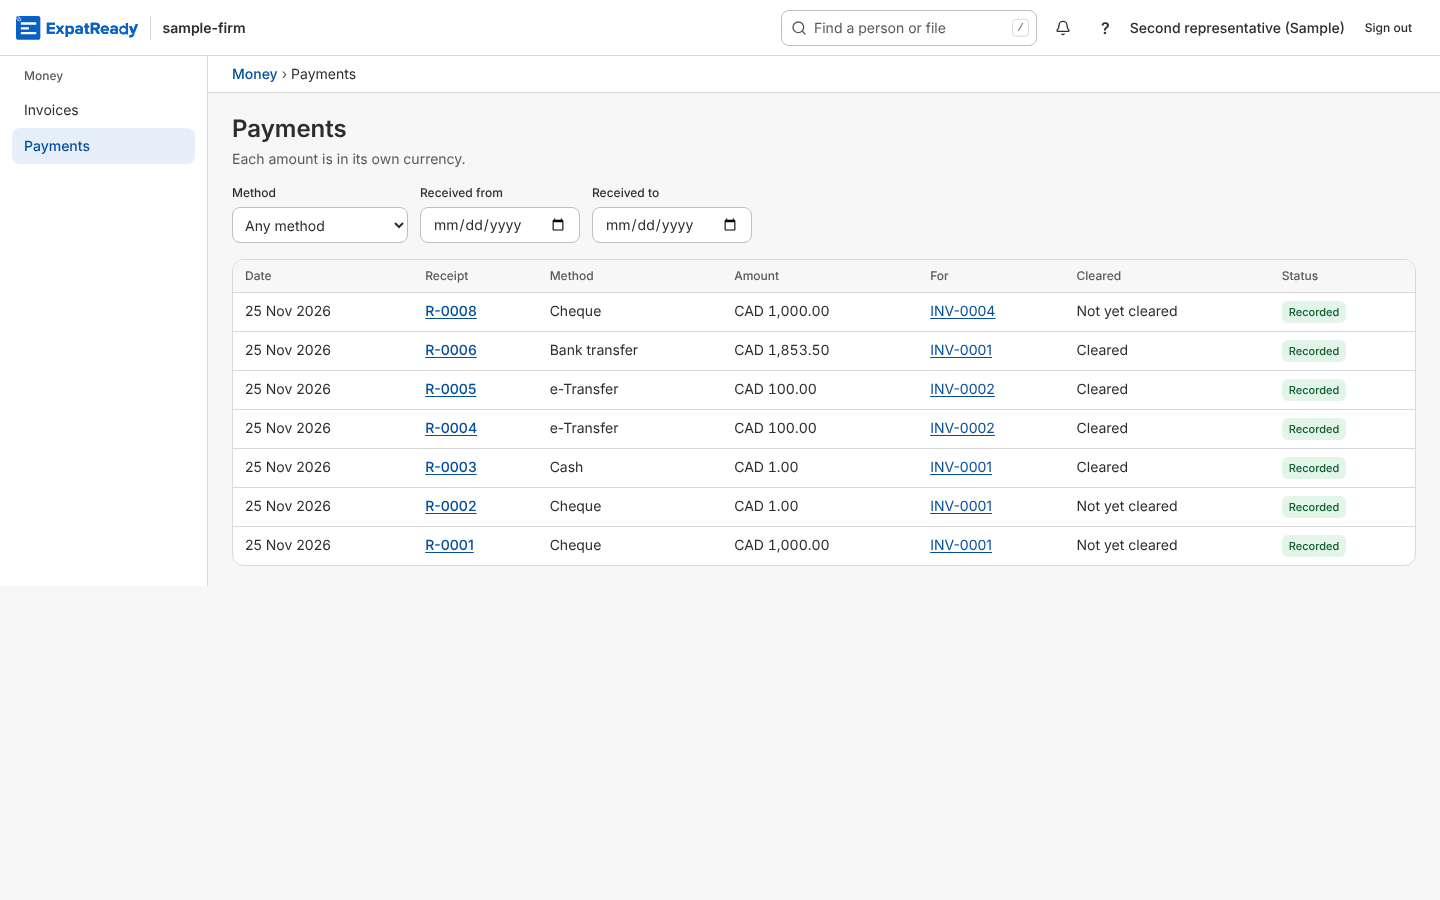 ExpatReady
sample-firm
Find a person or file
/
?
Second representative (Sample)
Sign out
Money
Invoices
Payments
Money › Payments
Payments
Each amount is in its own currency.
Method
Received from
Received to
Any method
mm/dd/yyyy
mm/dd/yyyy
Date Receipt Method Amount For Cleared Status
25 Nov 2026 R-0008 Cheque CAD 1,000.00 INV-0004 Not yet cleared Recorded
25 Nov 2026 R-0006 Bank transfer CAD 1,853.50 INV-0001 Cleared Recorded
25 Nov 2026 R-0005 e-Transfer CAD 100.00 INV-0002 Cleared Recorded
25 Nov 2026 R-0004 e-Transfer CAD 100.00 INV-0002 Cleared Recorded
25 Nov 2026 R-0003 Cash CAD 1.00 INV-0001 Cleared Recorded
25 Nov 2026 R-0002 Cheque CAD 1.00 INV-0001 Not yet cleared Recorded
25 Nov 2026 R-0001 Cheque CAD 1,000.00 INV-0001 Not yet cleared Recorded